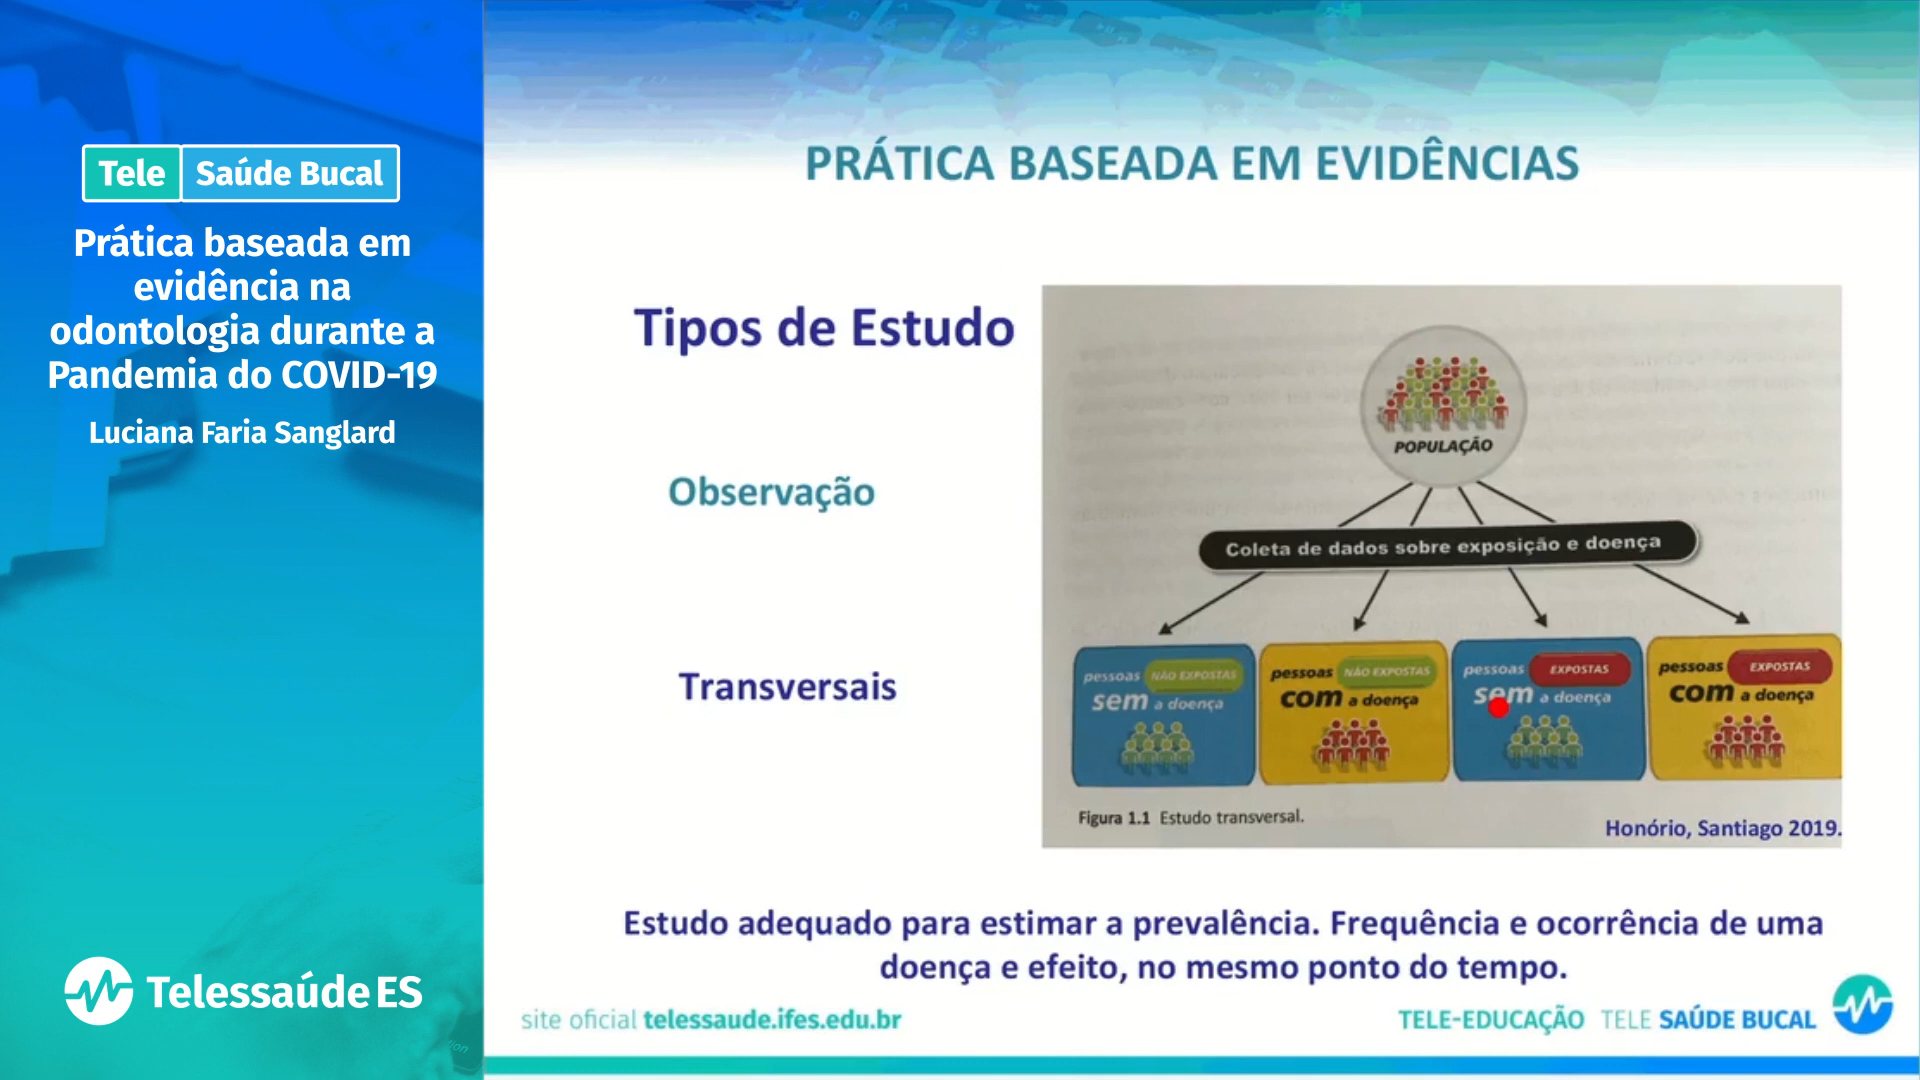 Tele Saúde Bucal
Prática baseada em
evidência na
odontologia durante a
Pandemia do COVID-19
Luciana Faria Sanglard
TelessaúdeES
PRÁTICA BASEADA EM EVIDÊNCIAS
Tipos de Estudo
Observação
Transversais
POPULAÇÃO
Coleta de dados sobre exposição e doença
pessoas NÃO EXPOSTAS
sem a doença
pessoas NÃO EXPOSTAS
com a doença
pessoas EXPOSTAS
sem a doença
pessoas EXPOSTAS
com a doença
Figura 1.1 Estudo transversal.
Honório, Santiago 2019.
Estudo adequado para estimar a prevalência. Frequência e ocorrência de uma
doença e efeito, no mesmo ponto do tempo.
site oficial telessaude.ifes.edu.br
TELE-EDUCAÇÃO TELE SAÚDE BUCAL